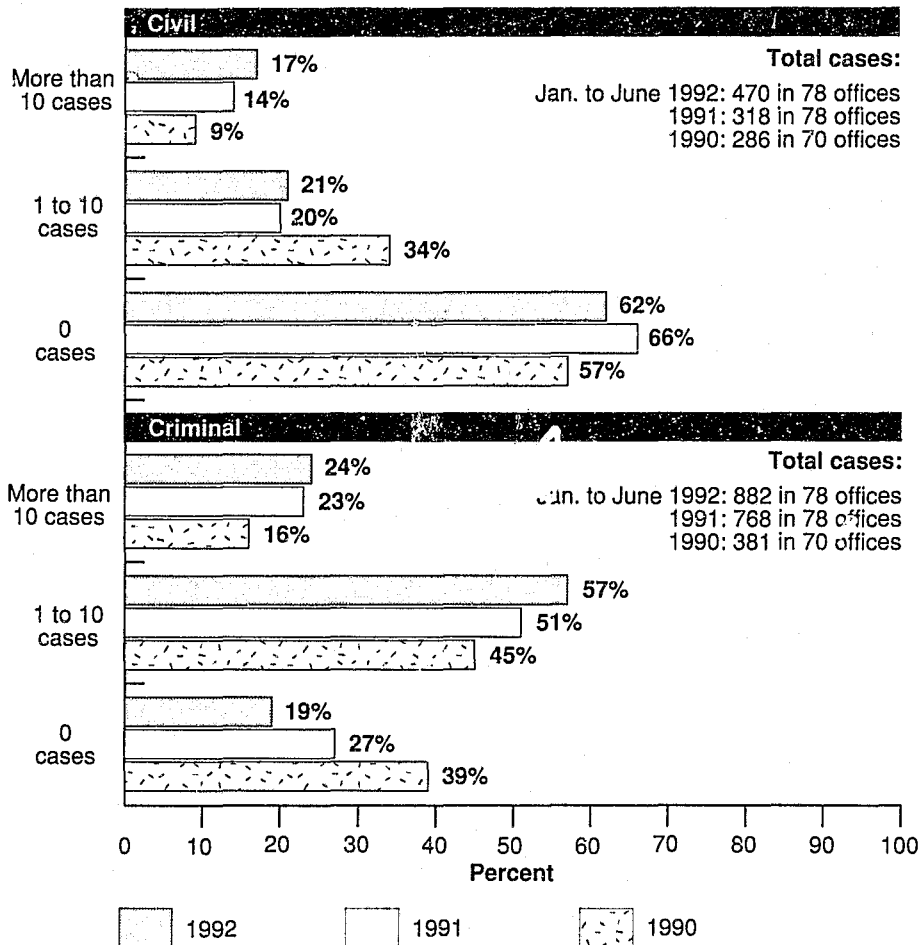 Civil
Total cases:
Jan. to June 1992: 470 in 78 offices
1991: 318 in 78 offices
1990: 286 in 70 offices
More than
10 cases
17%
14%
9%
1 to 10
cases
21%
20%
34%
0
cases
62%
66%
57%
Criminal
Total cases:
Jan. to June 1992: 882 in 78 offices
1991: 768 in 78 offices
1990: 381 in 70 offices
More than
10 cases
24%
23%
16%
1 to 10
cases
57%
51%
45%
0
cases
19%
27%
39%
0 10 20 30 40 50 60 70 80 90 100
Percent
1992 1991 1990